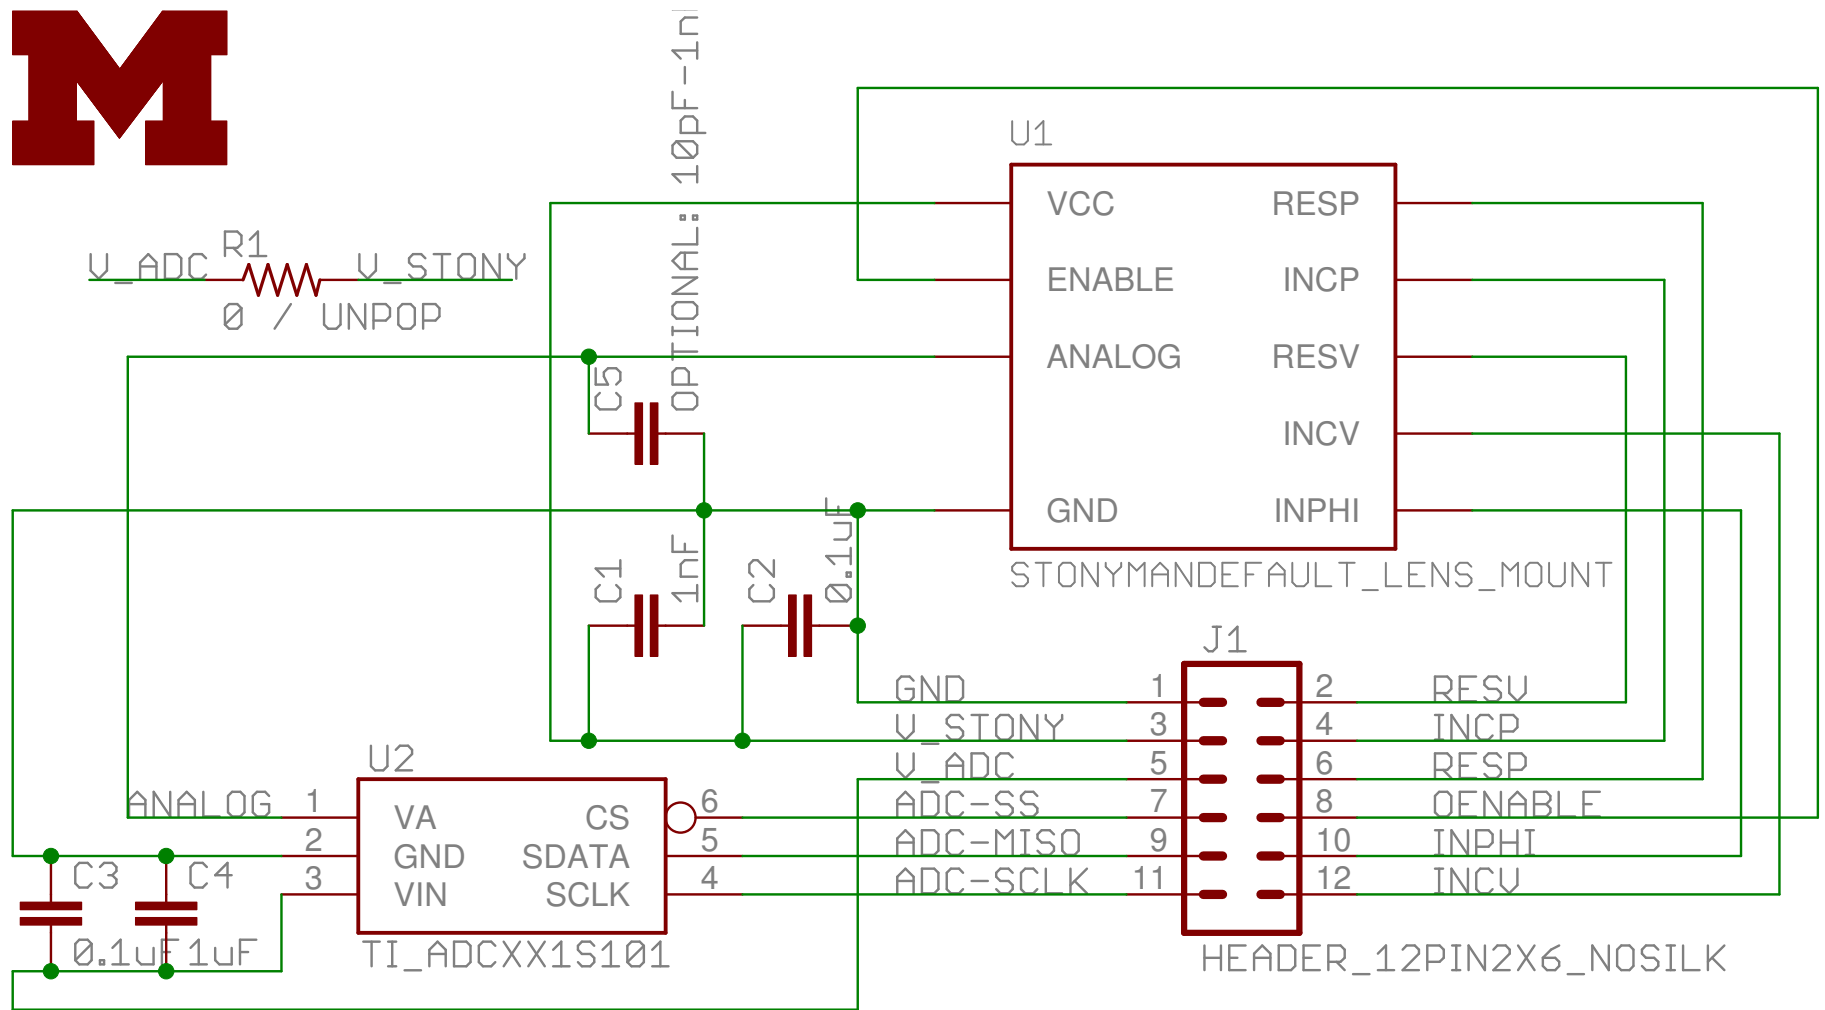 M
OPTIONAL: 10pF-1n
U1
VCC
RESP
ENABLE
INCP
ANALOG
RESV
INCV
GND
INPHI
STONYMANDEFAULT_LENS_MOUNT
V_ADC
R1
V_STONY
0 / UNPOP
C5
C1
1nF
C2
0.1uF
J1
GND
1
2
RESV
V_STONY
3
4
INCP
V_ADC
5
6
RESP
ADC-SS
7
8
OENABLE
ADC-MISO
9
10
INPHI
ADC-SCLK
11
12
INCV
HEADER_12PIN2X6_NOSILK
U2
ANALOG
1
VA
CS
6
2
GND
SDATA
5
3
VIN
SCLK
4
TI_ADCXX1S101
C3
C4
0.1uF
1uF